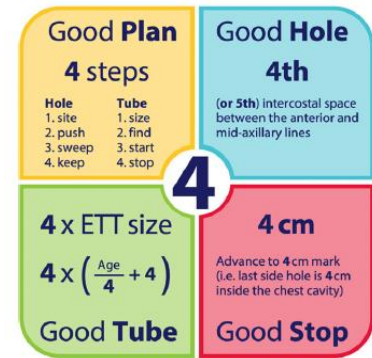 Good Plan
4 steps
Hole
1. site
2. push
3. sweep
4. keep
Tube
1. size
2. find
3. start
4. stop
Good Hole
4th
(or 5th) intercostal space
between the anterior and
mid-axillary lines
4
4 x ETT size
4 x (Age/4 + 4)
Good Tube
4 cm
Advance to 4 cm mark
(i.e. last side hole is 4 cm
inside the chest cavity)
Good Stop